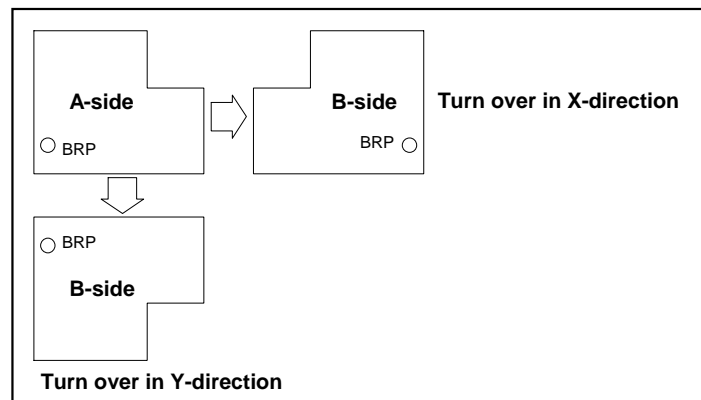 A-side
BRP
B-side
BRP
Turn over in X-direction
BRP
B-side
Turn over in Y-direction